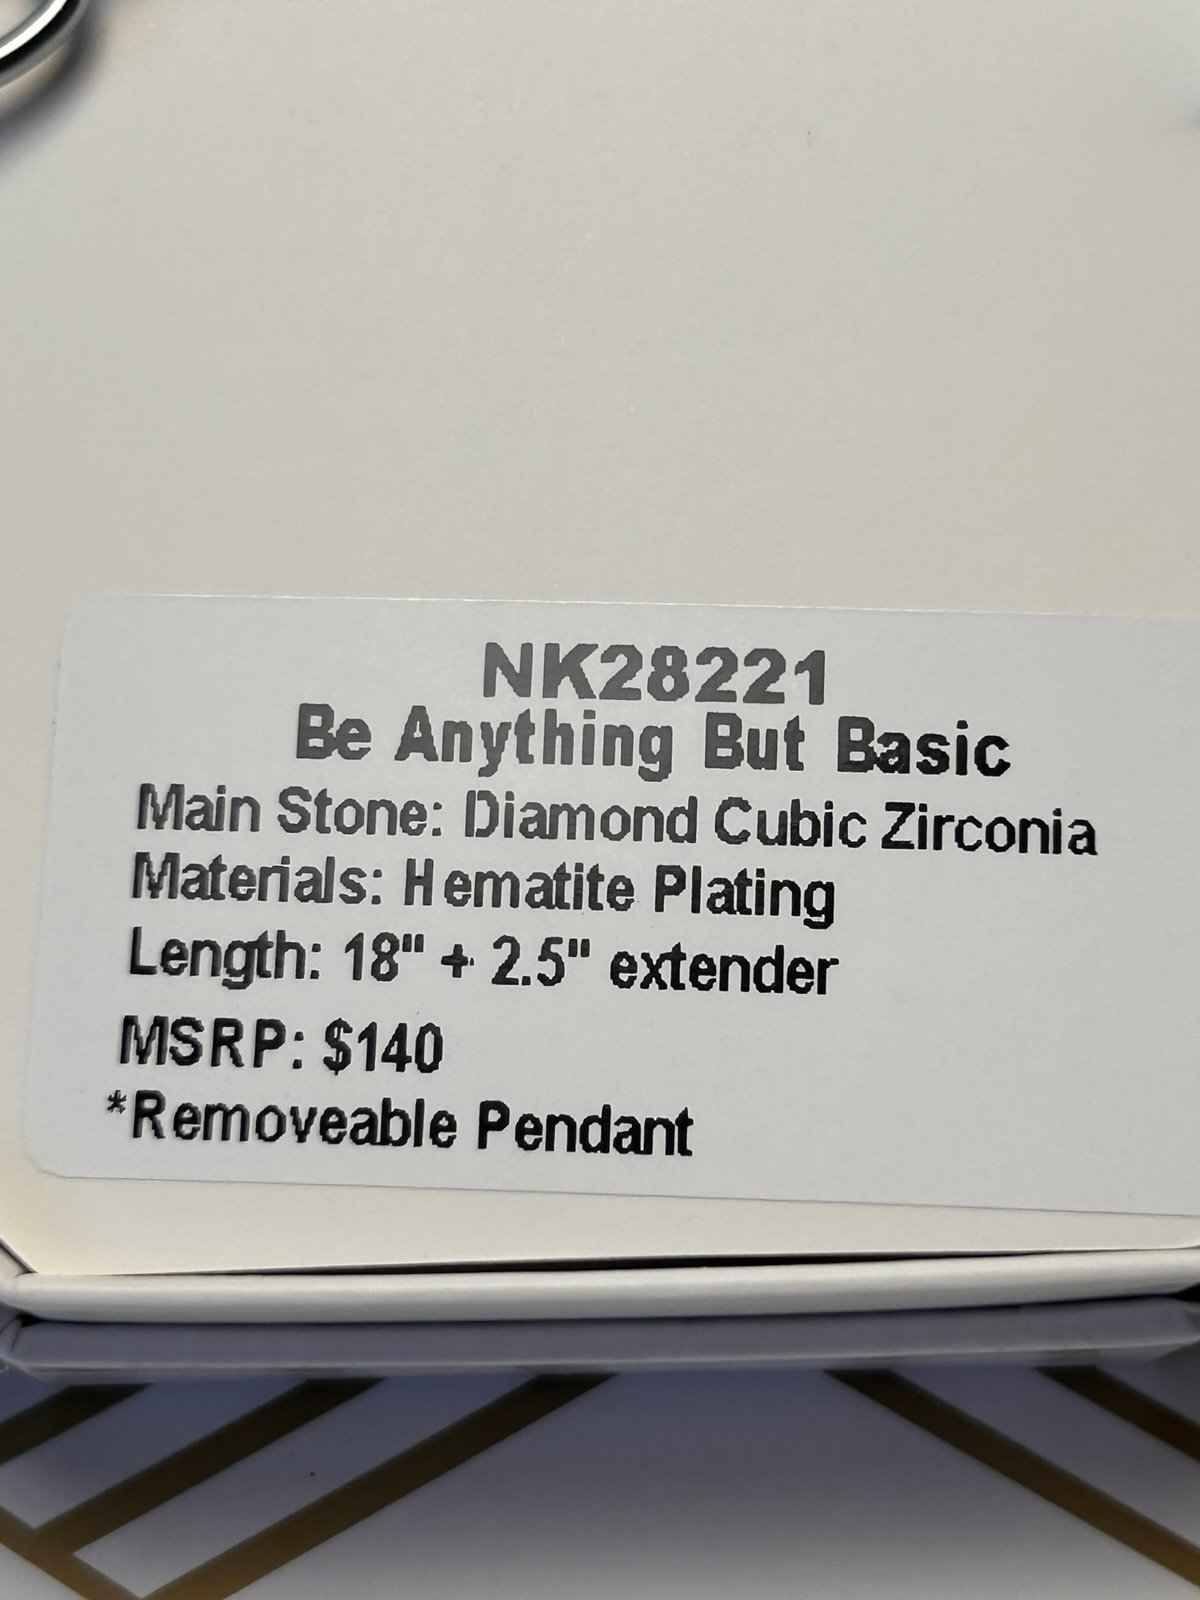 NK28221
Be Anything But Basic
Main Stone: Diamond Cubic Zirconia
Materials: Hematite Plating
Length: 18" + 2.5" extender
MSRP: $140
*Removeable Pendant